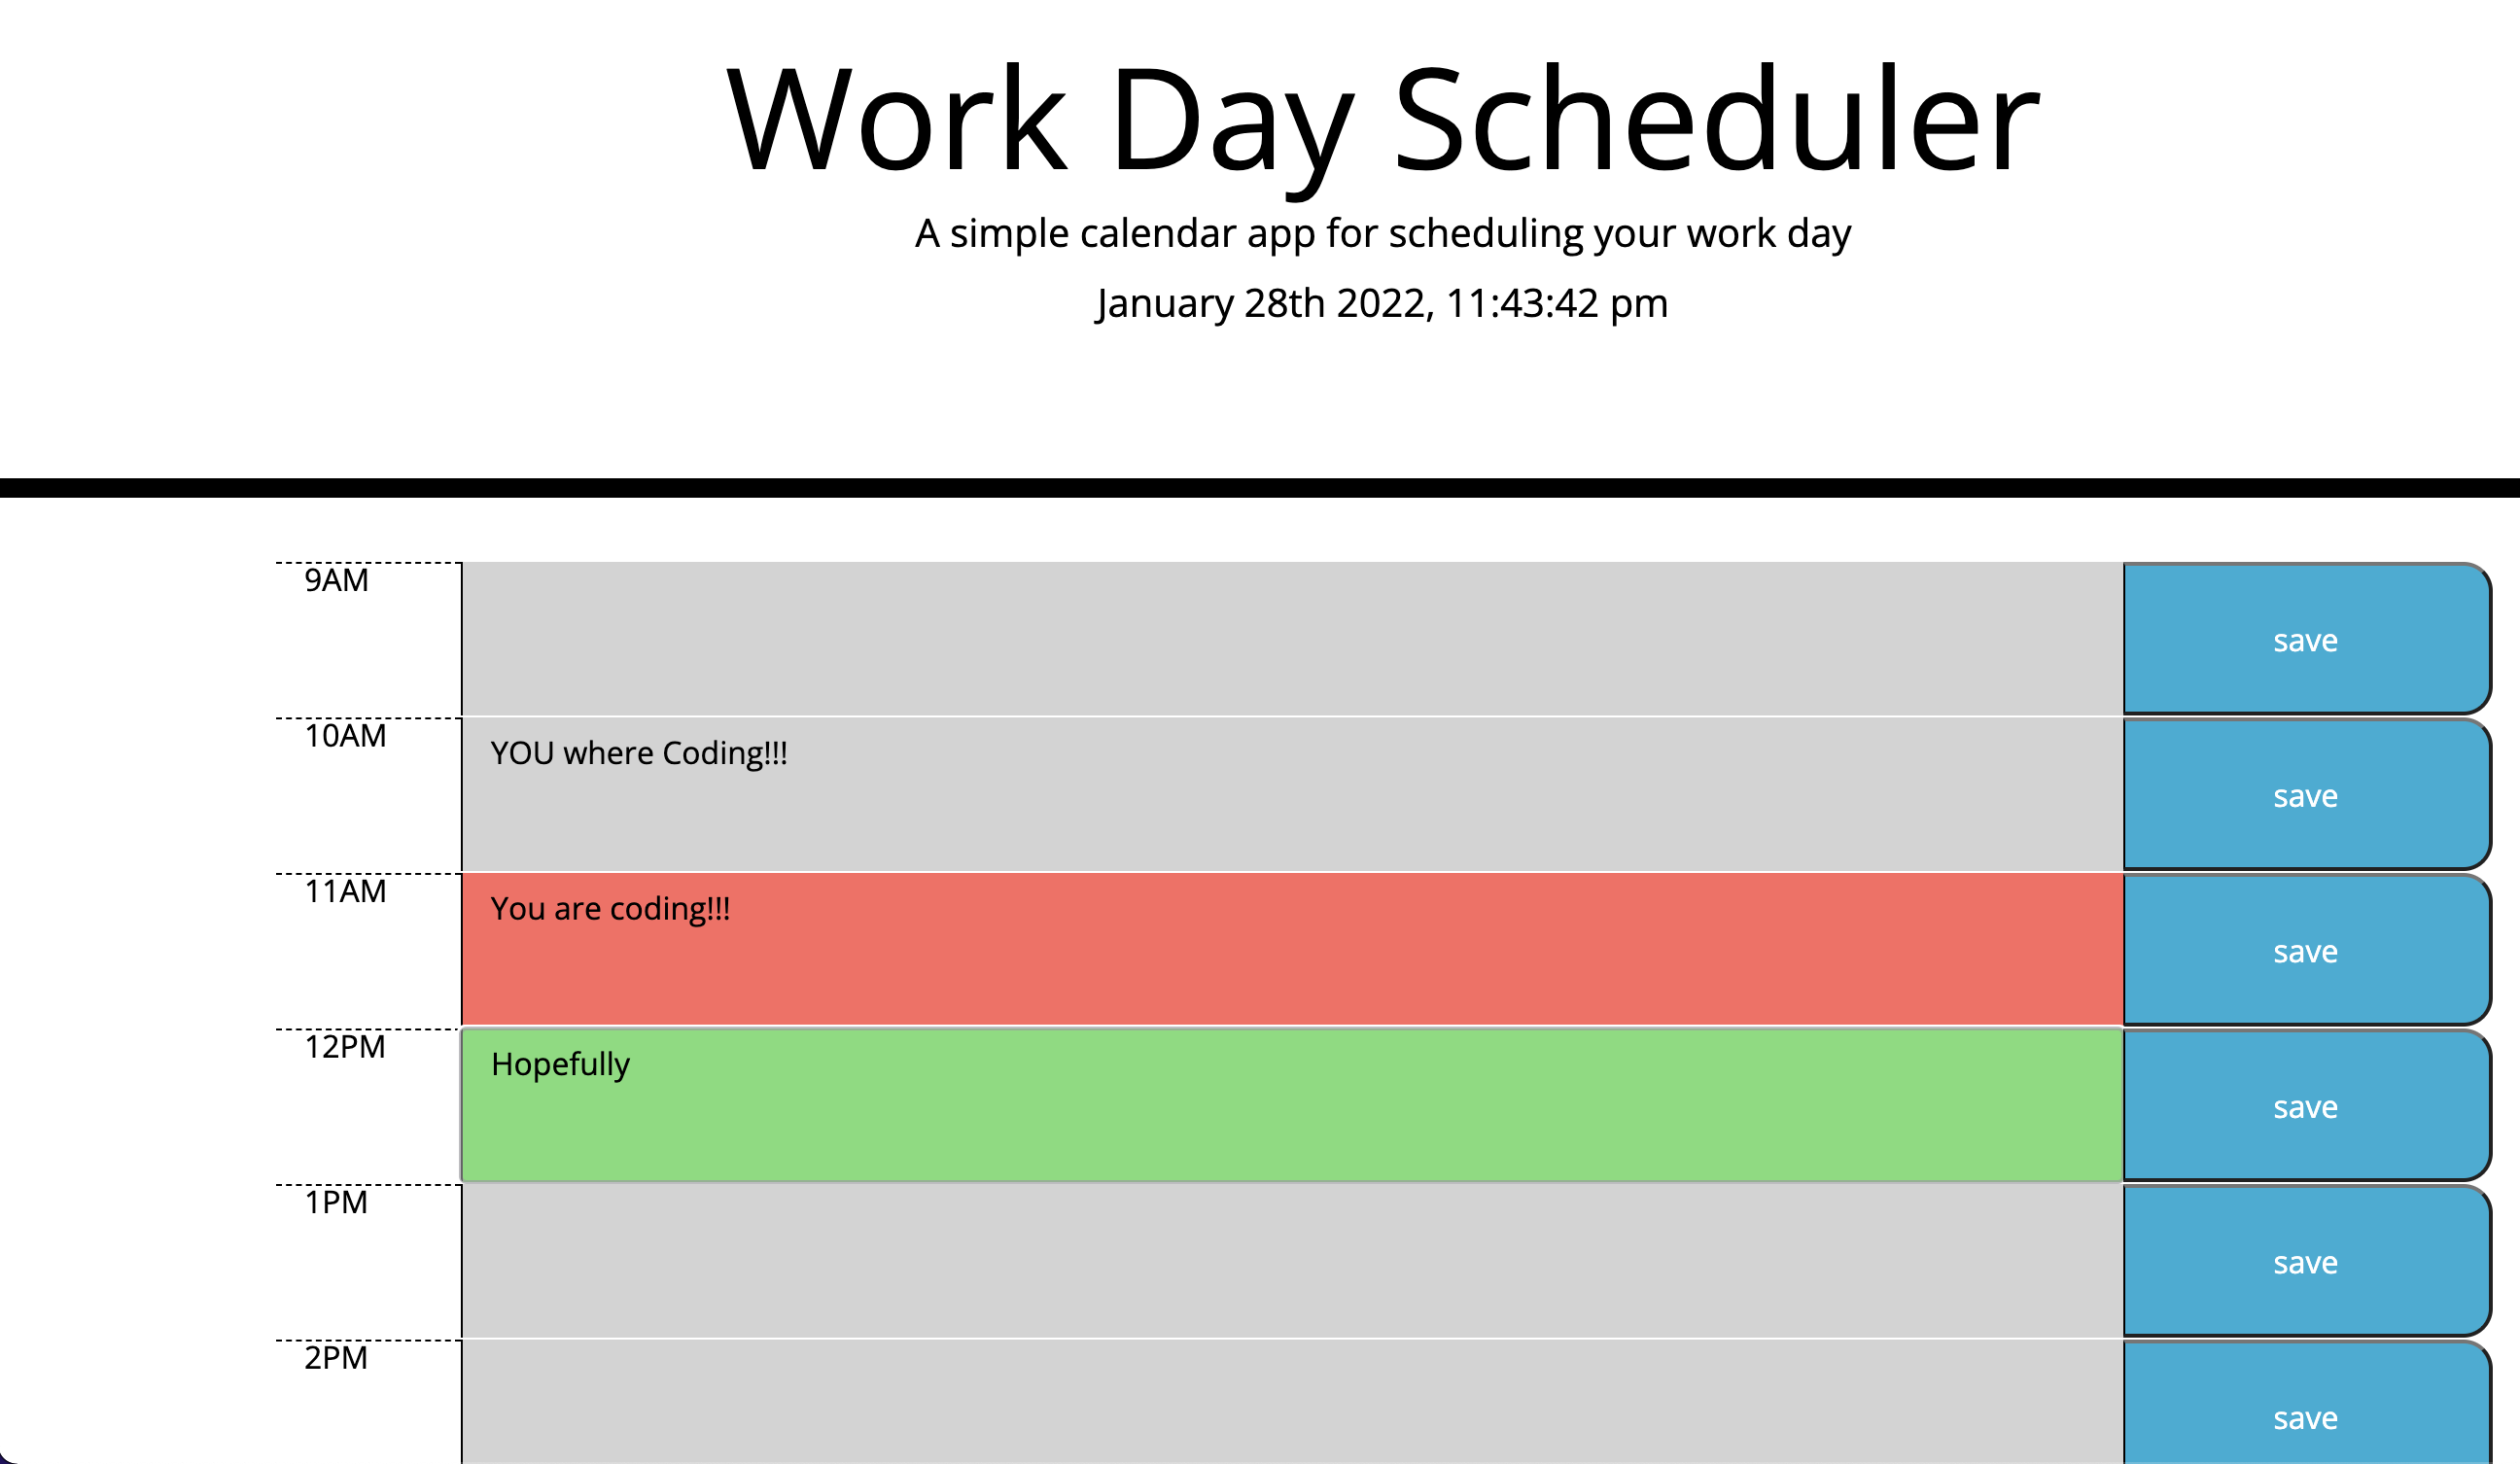 Work Day Scheduler
A simple calendar app for scheduling your work day
January 28th 2022, 11:43:42 pm
9AM
save
10AM
YOU where Coding!!!
save
11AM
You are coding!!!
save
12PM
Hopefully
save
1PM
save
2PM
save